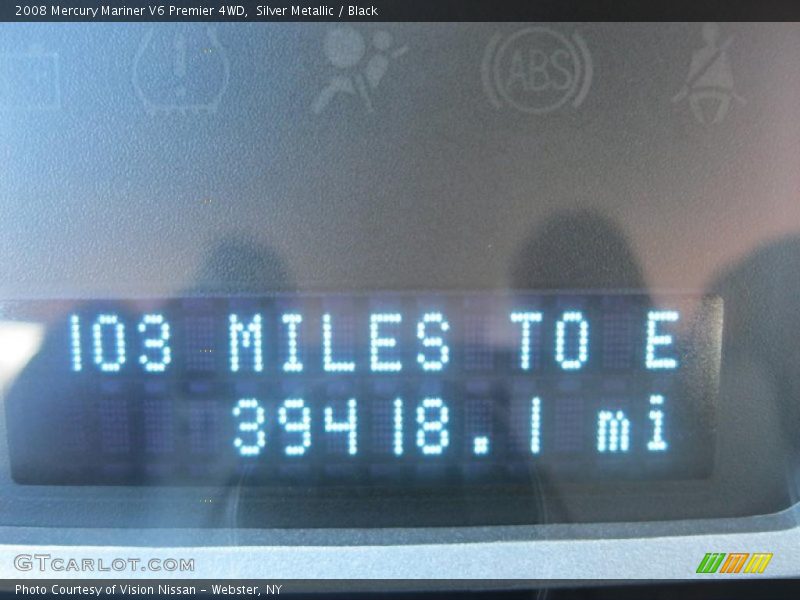 2008 Mercury Mariner V6 Premier 4WD, Silver Metallic / Black
ABS
103 MILES TO E
39418.1 mi
GTCARLOT.COM
Photo Courtesy of Vision Nissan - Webster, NY